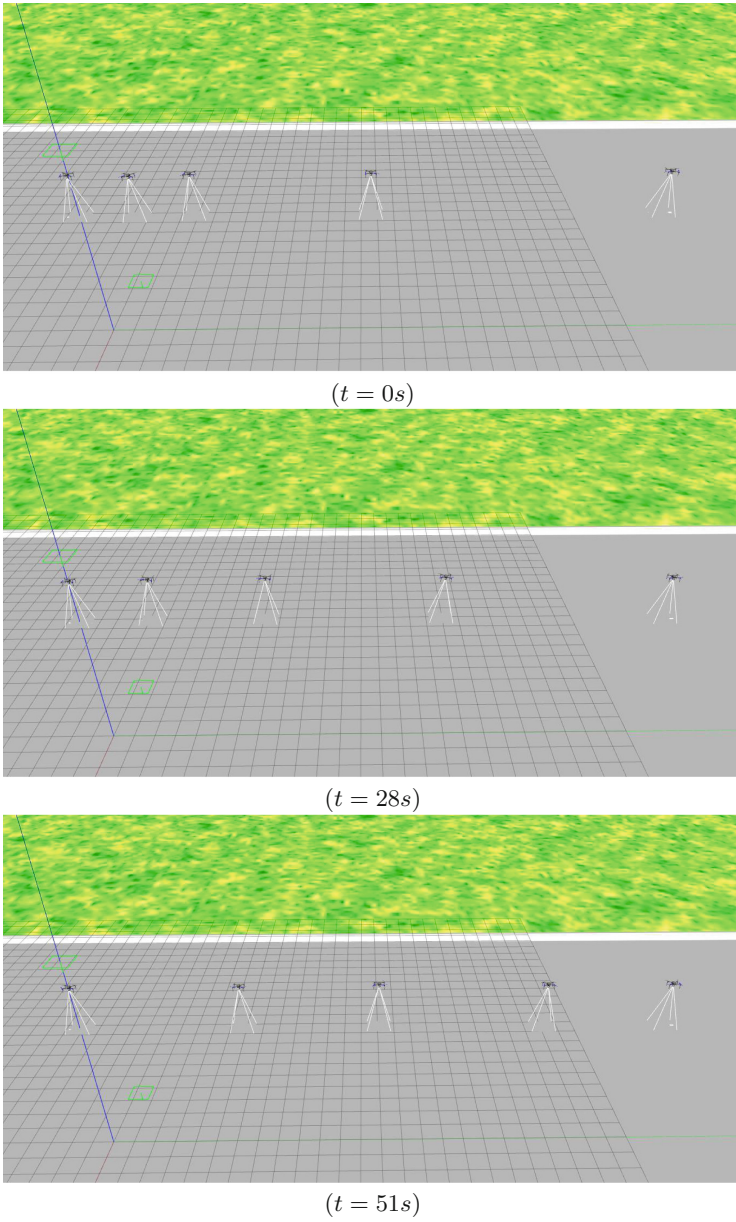 (t = 0s)
(t = 28s)
(t = 51s)